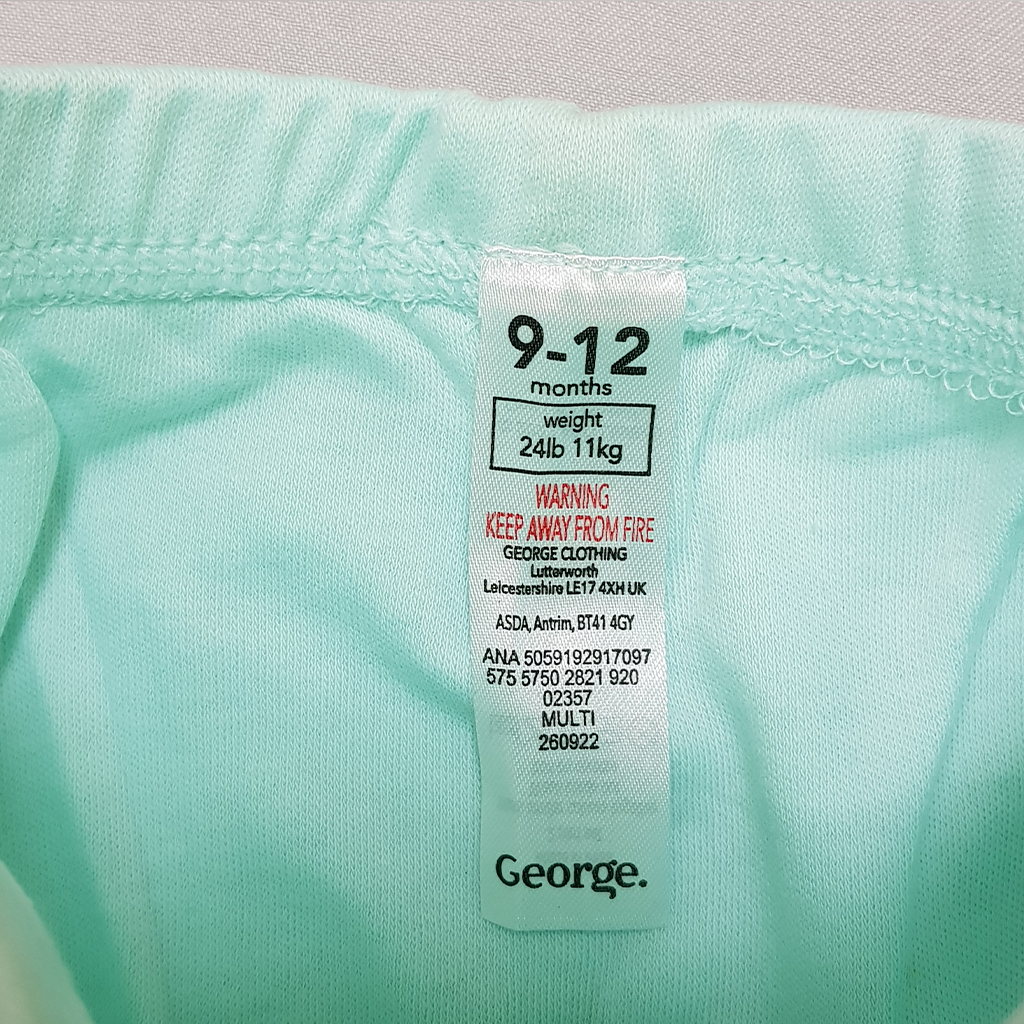 9-12
months
weight
24lb 11kg
WARNING
KEEP AWAY FROM FIRE
GEORGE CLOTHING
Lutterworth
Leicestershire LE17 4XH UK
ASDA, Antrim, BT41 4GY
ANA 5059192917097
575 5750 2821 920
02357
MULTI
260922
George.